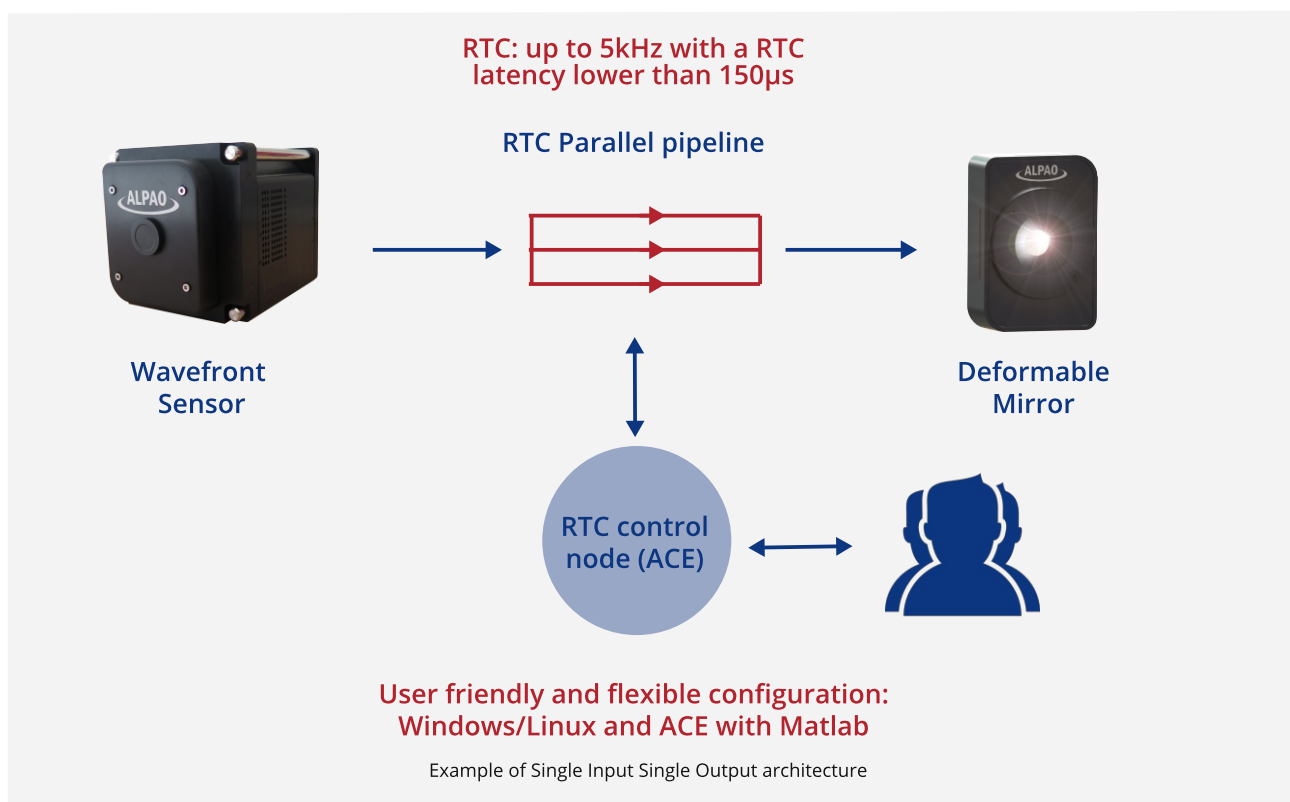 RTC: up to 5kHz with a RTC
latency lower than 150µs
RTC Parallel pipeline
ALPAO
ALPAO
Wavefront
Sensor
Deformable
Mirror
RTC control
node (ACE)
User friendly and flexible configuration:
Windows/Linux and ACE with Matlab
Example of Single Input Single Output architecture